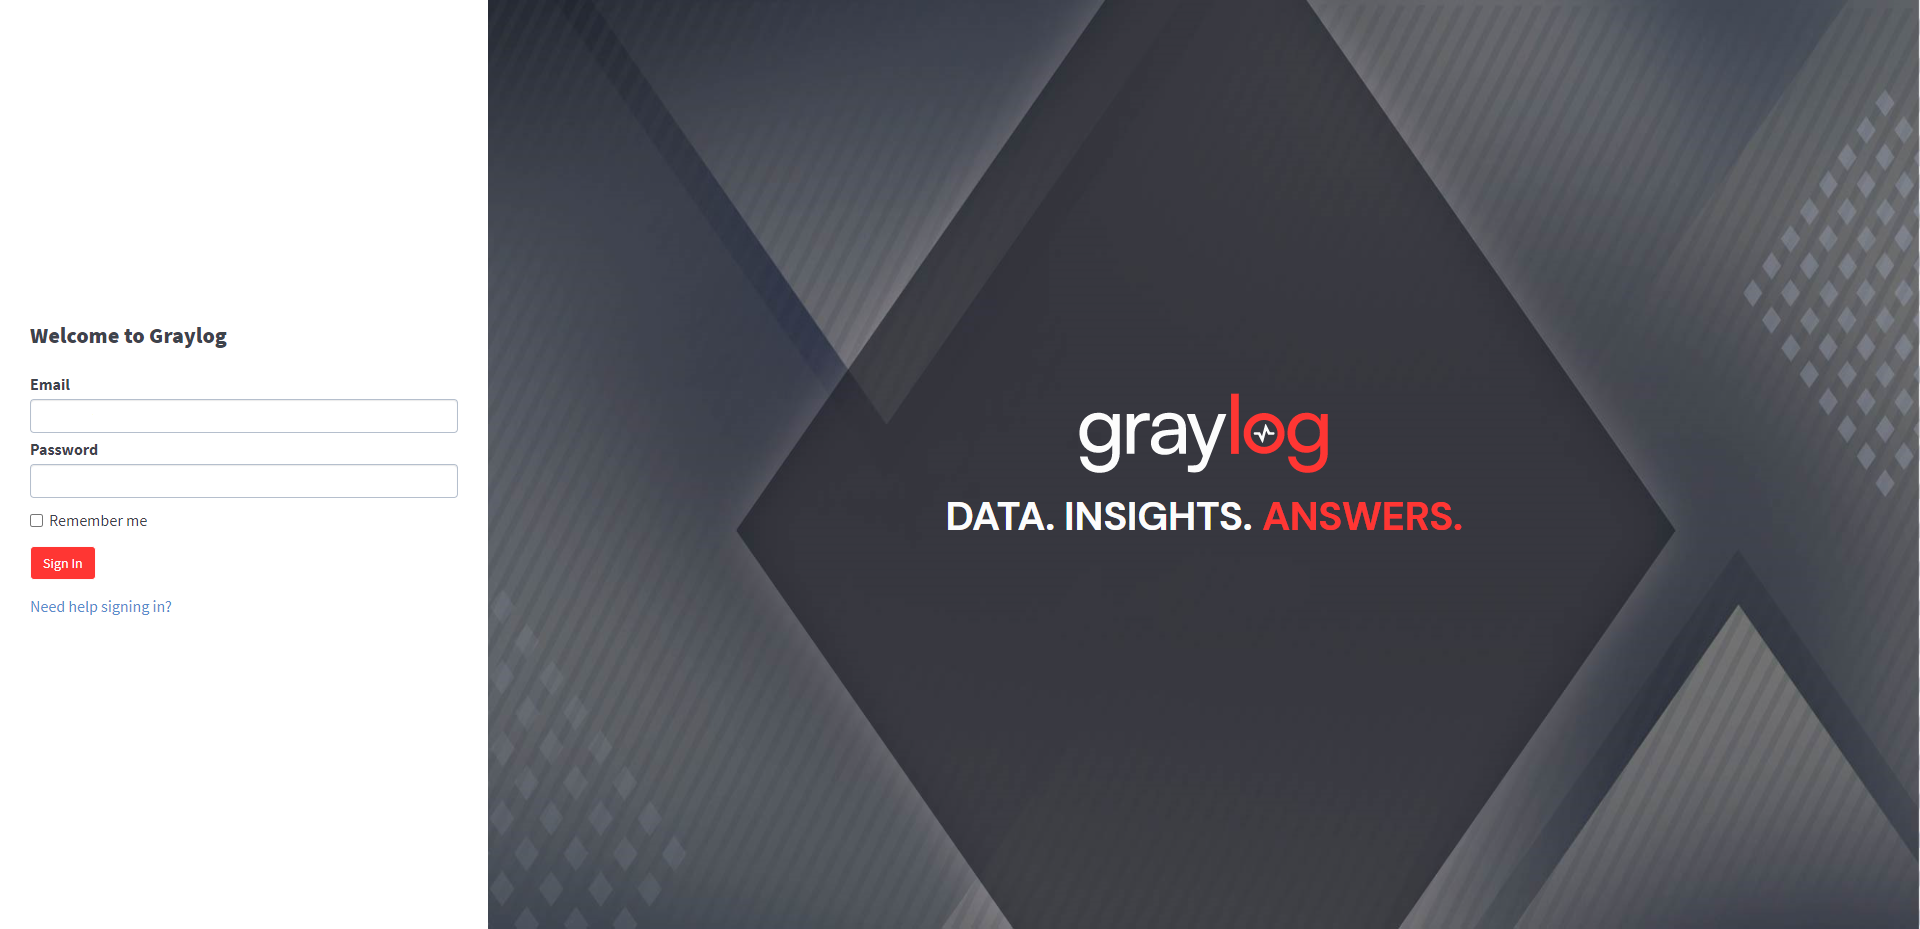 Welcome to Graylog
Email
Password
Remember me
Sign In
Need help signing in?
graylog
DATA. INSIGHTS. ANSWERS.